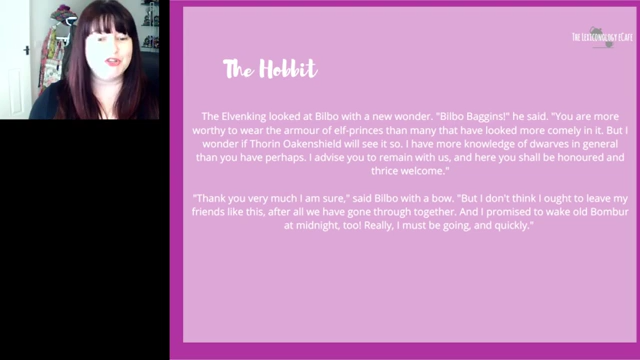 The Lexiconology eCafe
The Hobbit
The Elvenking looked at Bilbo with a new wonder. "Bilbo Baggins!" he said. "You are more
worthy to wear the armour of elf-princes than many that have looked more comely in it. But I
wonder if Thorin Oakenshield will see it so. I have more knowledge of dwarves in general
than you have perhaps. I advise you to remain with us, and here you shall be honoured and
thrice welcome."
"Thank you very much I am sure," said Bilbo with a bow. "But I don't think I ought to leave my
friends like this, after all we have gone through together. And I promised to wake old Bombur
at midnight, too! Really, I must be going, and quickly."